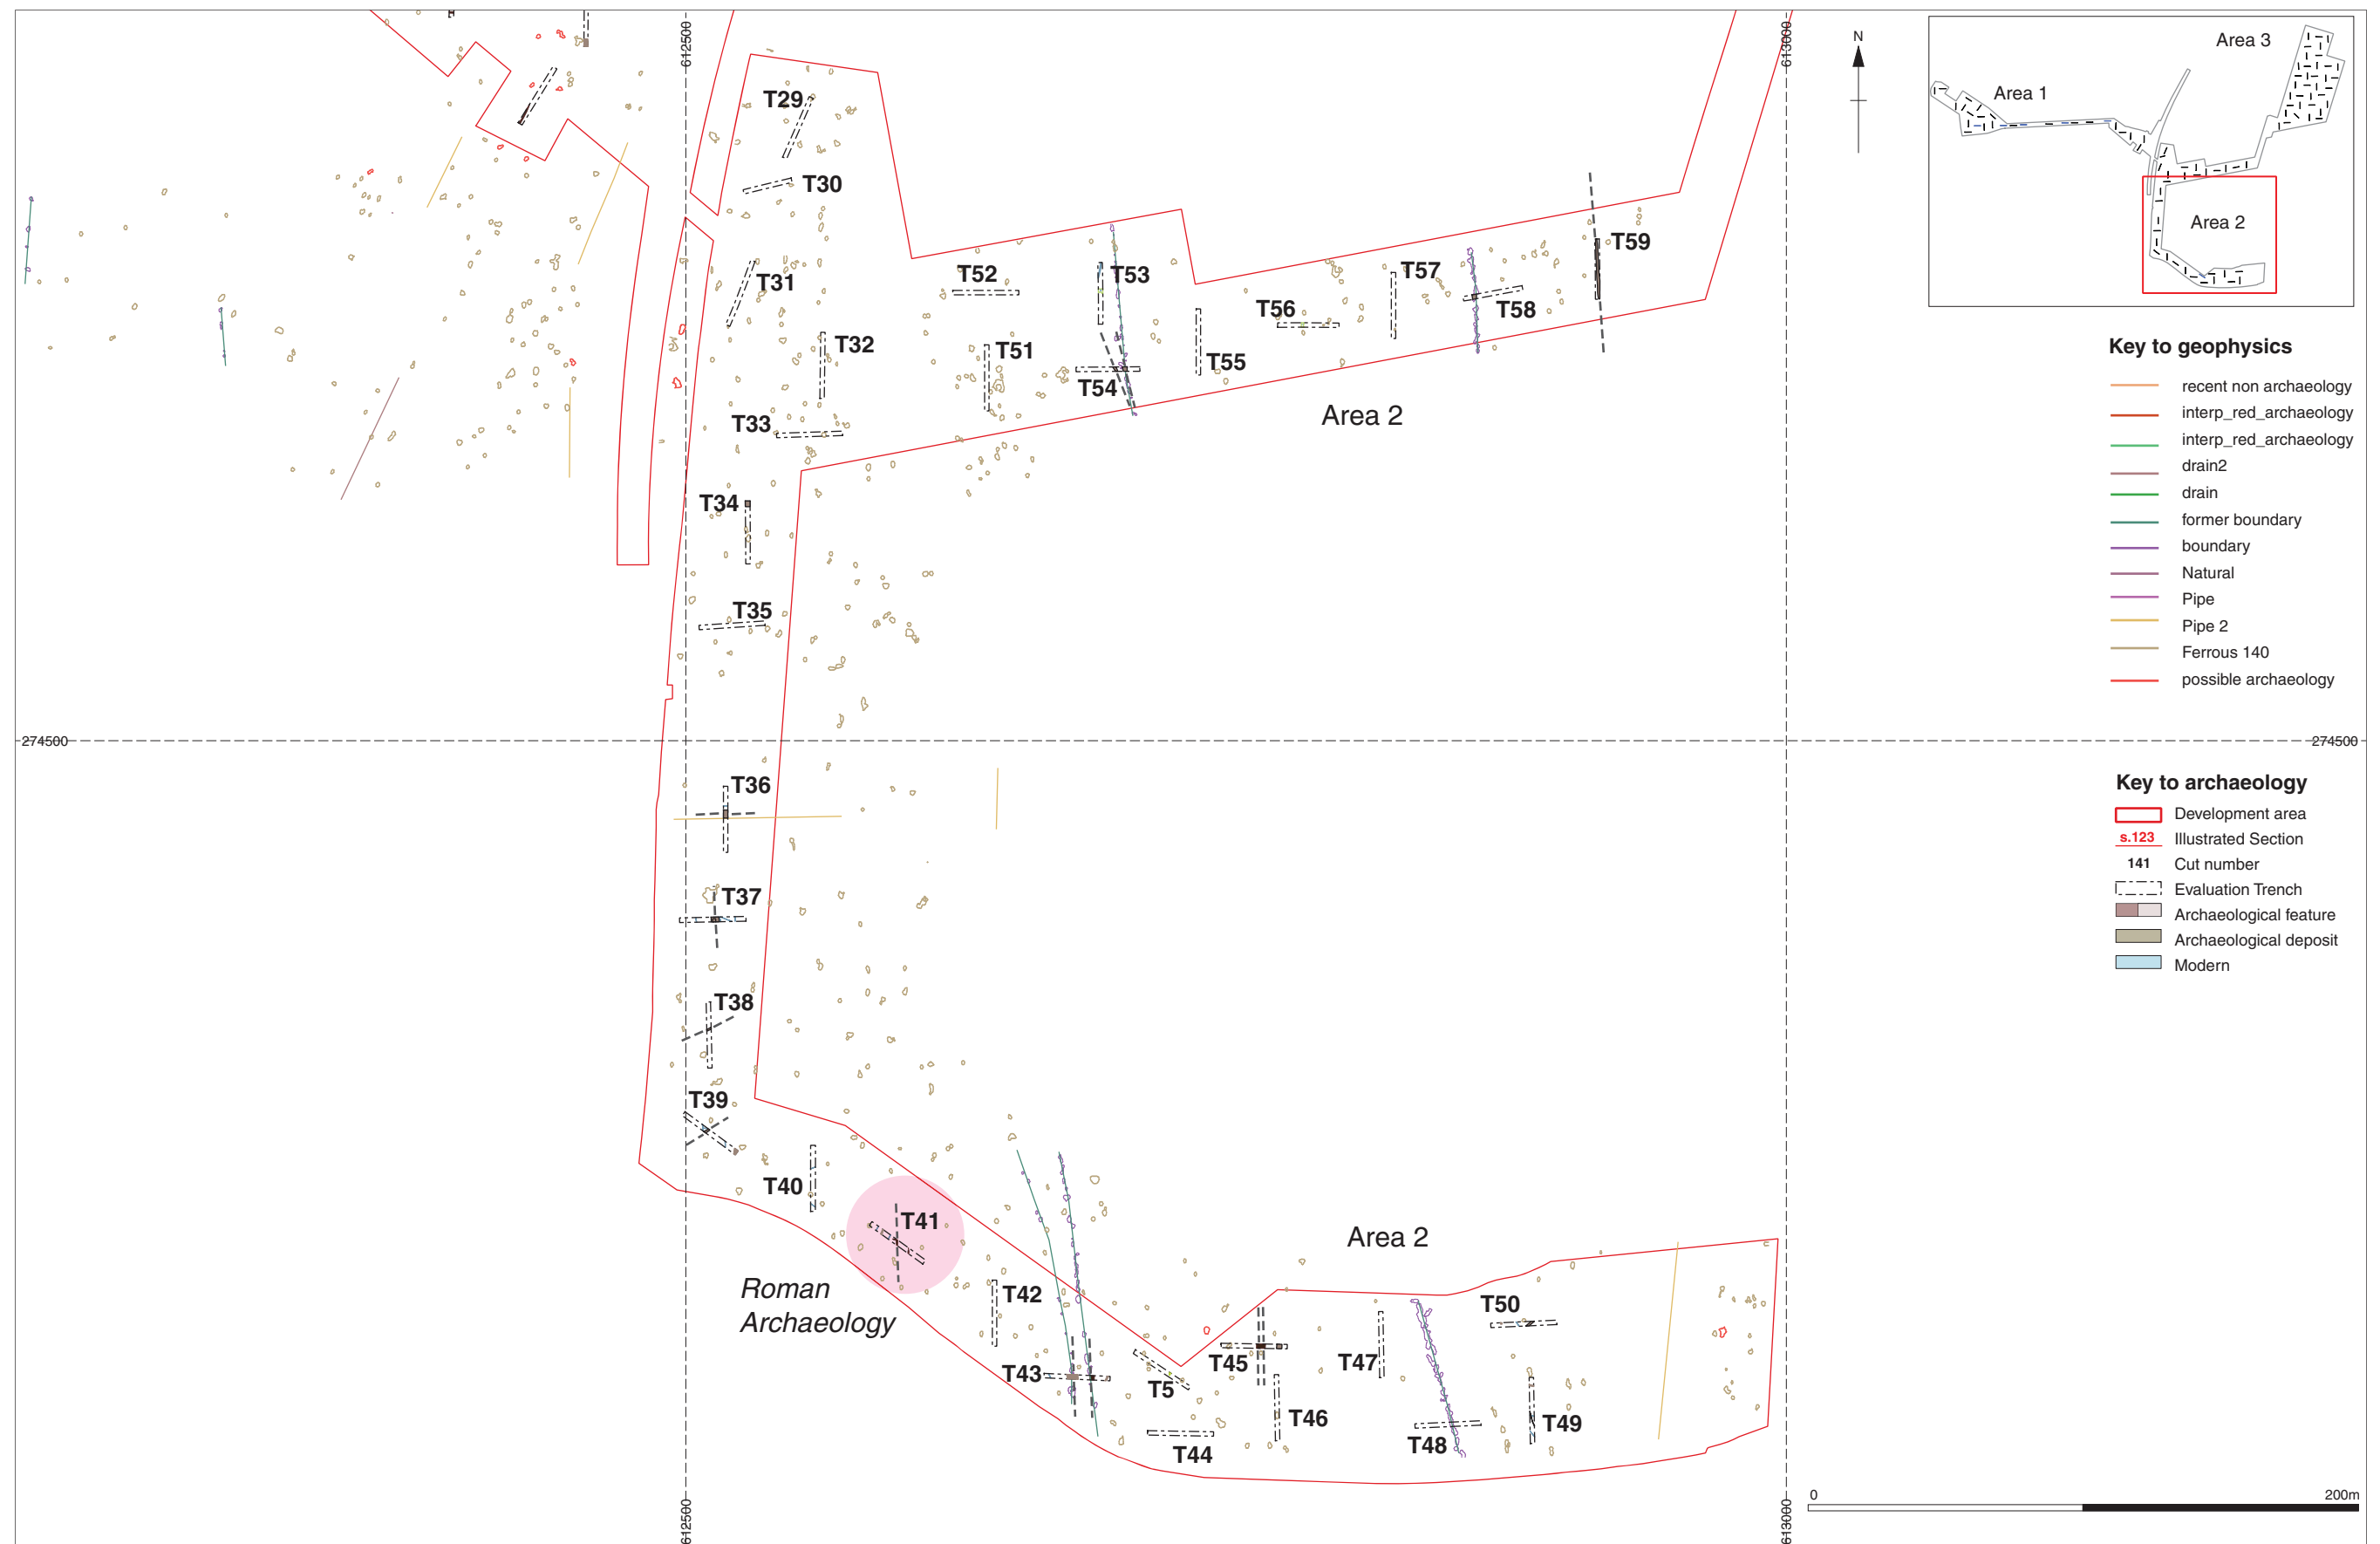 612500
613000
N
Area 3
Area 1
Area 2
T29
T30
T31
T32
T33
T34
T35
T36
T37
T38
T39
T40
T41
T42
T43
T5
T44
T45
T46
T47
T48
T49
T50
T51
T52
T53
T54
T55
T56
T57
T58
T59
Area 2
Area 2
Roman
Archaeology
274500
274500
Key to geophysics
recent non archaeology
interp_red_archaeology
interp_red_archaeology
drain2
drain
former boundary
boundary
Natural
Pipe
Pipe 2
Ferrous 140
possible archaeology
Key to archaeology
Development area
s.123 Illustrated Section
141 Cut number
Evaluation Trench
Archaeological feature
Archaeological deposit
Modern
612500
613000
0 200m